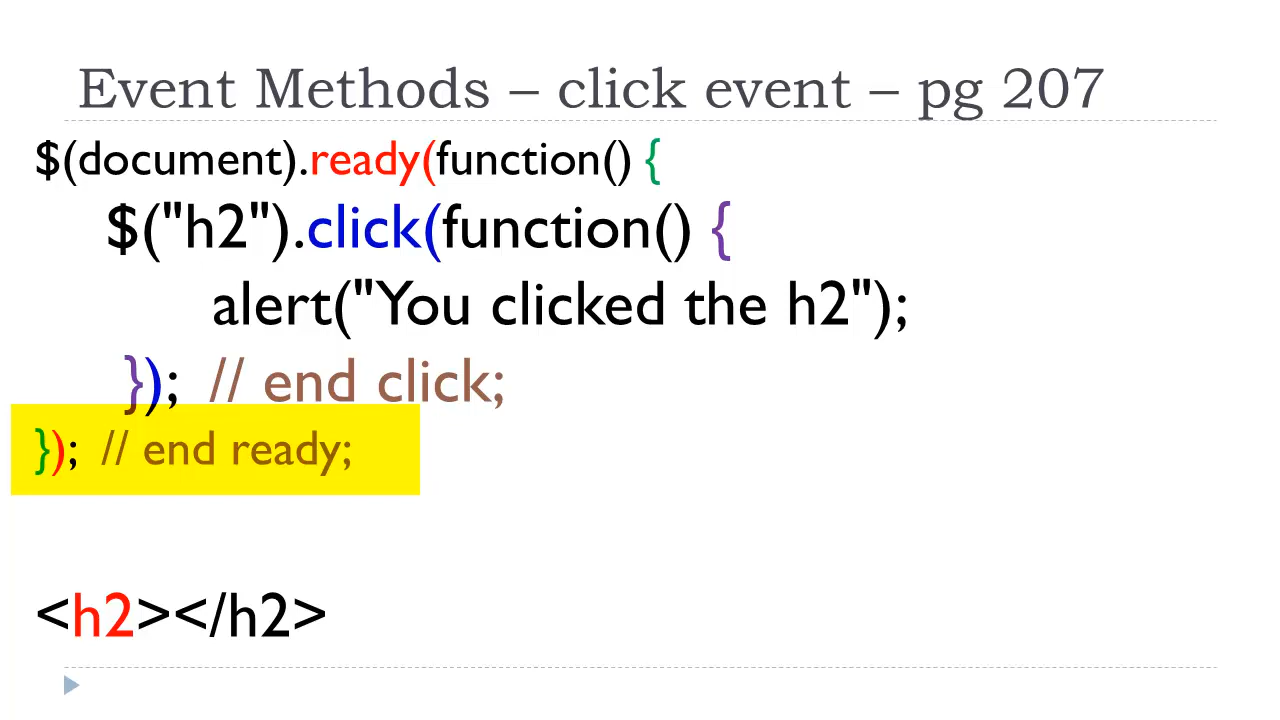 Event Methods – click event – pg 207
$(document).ready(function() {
$("h2").click(function() {
alert("You clicked the h2");
}); // end click;
}); // end ready;
<h2></h2>